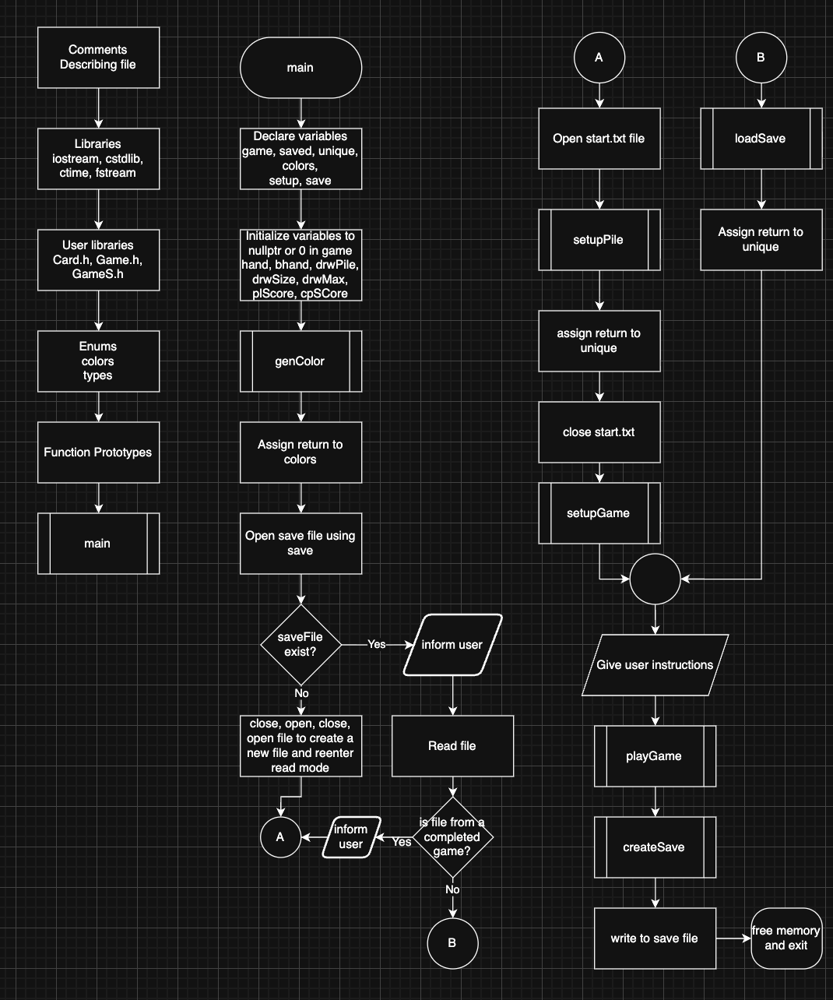 Comments
Describing file
Libraries
iostream, cstdlib,
ctime, fstream
User libraries
Card.h, Game.h,
GameS.h
Enums
colors
types
Function Prototypes
main
main
Declare variables
game, saved, unique,
colors,
setup, save
Initialize variables to
nullptr or 0 in game
hand, bhand, drwPile,
drwSize, drwMax,
plScore, cpSCore
genColor
Assign return to
colors
Open save file using
save
saveFile
exist?
Yes
inform user
No
close, open, close,
open file to create a
new file and reenter
read mode
Read file
is file from a
completed
game?
Yes
inform
user
A
No
B
A
Open start.txt file
setupPile
assign return to
unique
close start.txt
setupGame
B
loadSave
Assign return to
unique
Give user instructions
playGame
createSave
write to save file
free memory
and exit